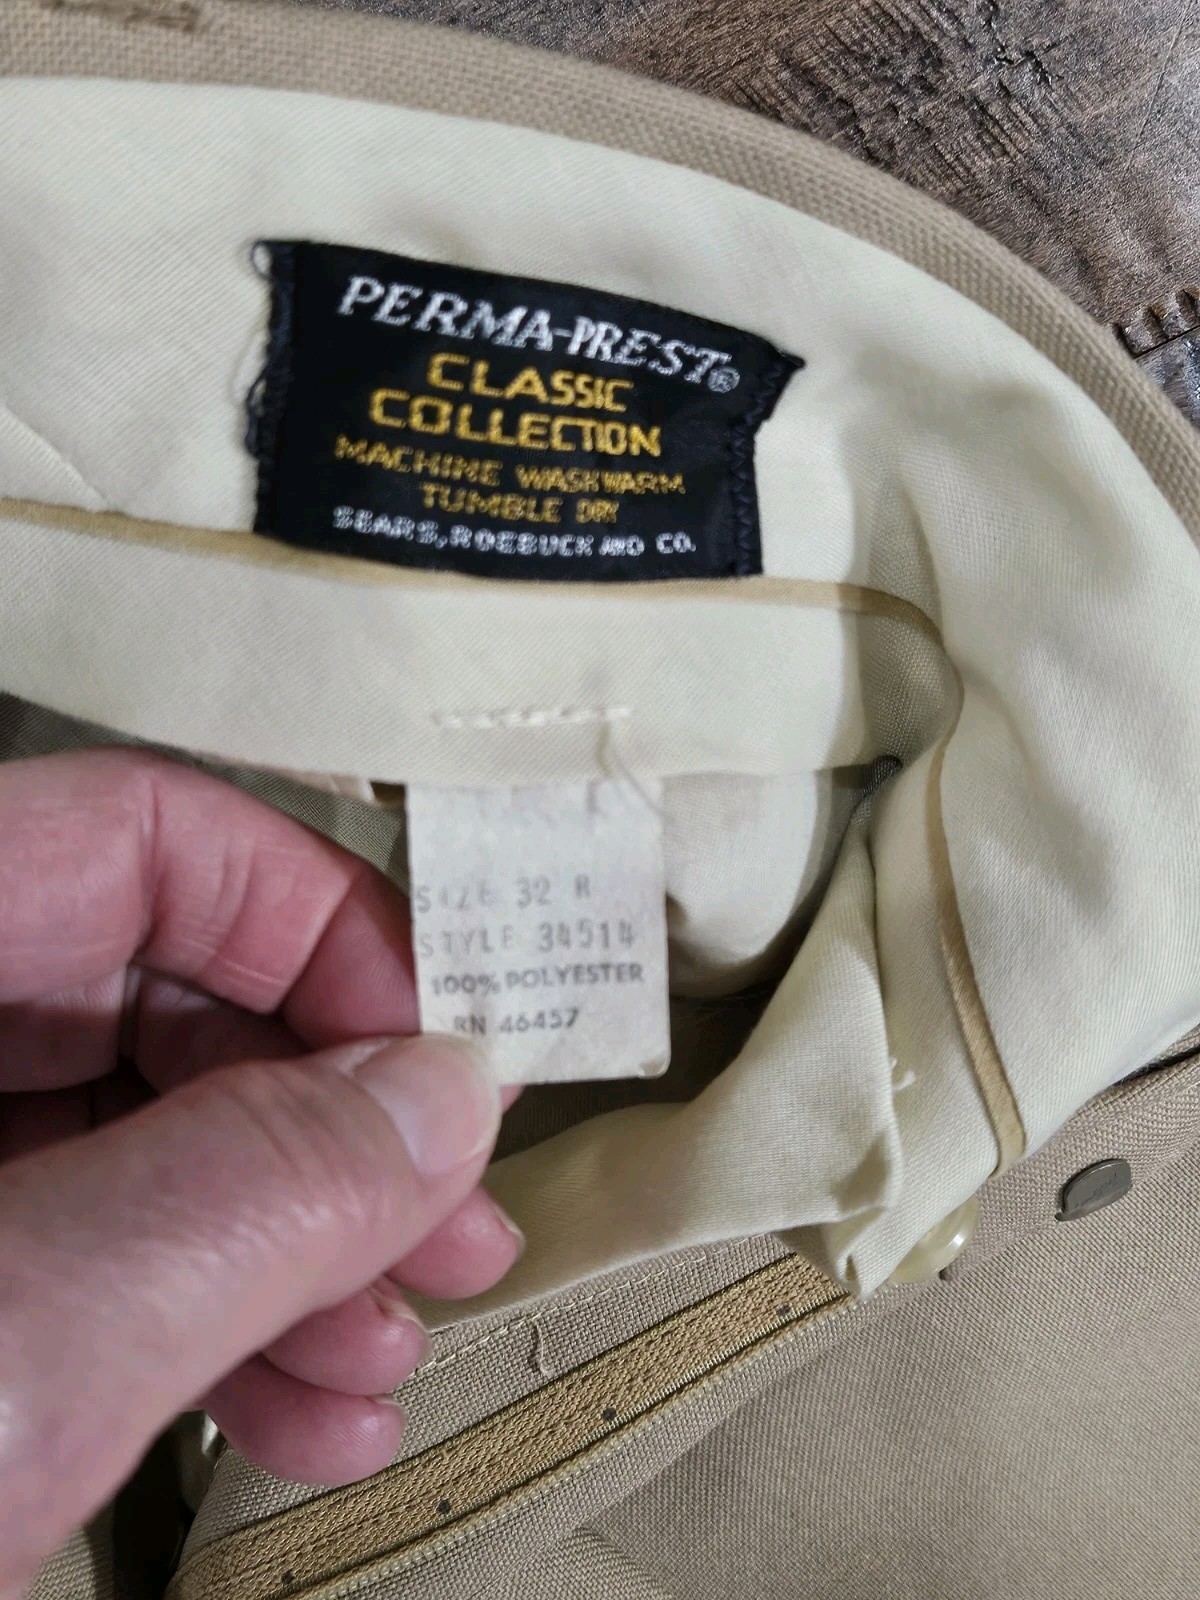 PERMA-PREST®
CLASSIC
COLLECTION
MACHINE WASH WARM
TUMBLE DRY
SEARS, ROEBUCK AND CO.
SIZE 32 R
STYLE 34514
100% POLYESTER
RN 46457